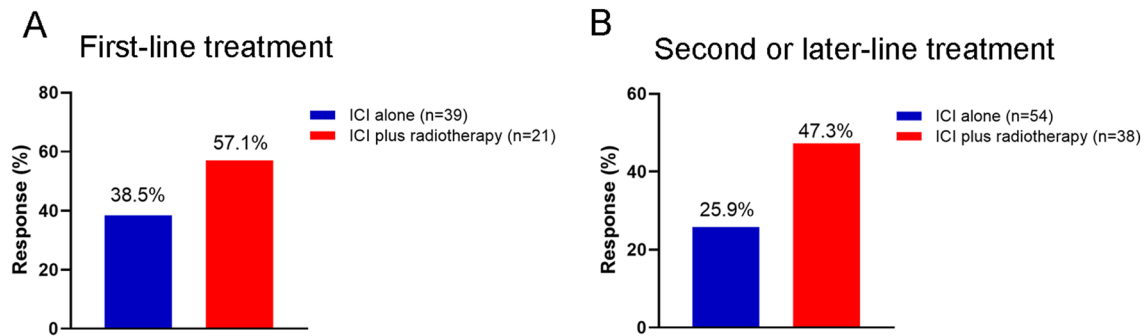 A
First-line treatment
Response (%)
80
60
40
20
0
38.5%
57.1%
ICI alone (n=39)
ICI plus radiotherapy (n=21)
B
Second or later-line treatment
Response (%)
60
40
20
0
25.9%
47.3%
ICI alone (n=54)
ICI plus radiotherapy (n=38)